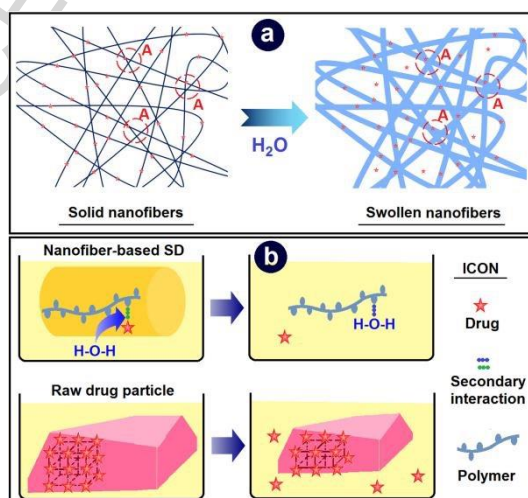 a
A
A
A
H2O
Solid nanofibers
Swollen nanofibers
b
Nanofiber-based SD
ICON
Drug
H-O-H
H-O-H
Secondary
interaction
Raw drug particle
Polymer